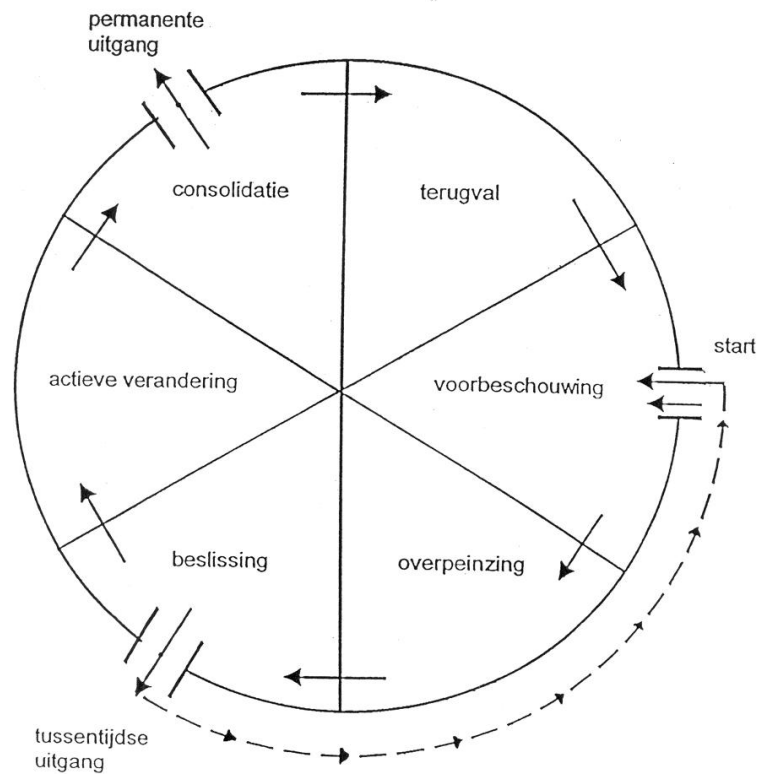 permanente
uitgang
consolidatie
terugval
start
actieve verandering
voorbeschouwing
beslissing
overpeinzing
tussentijdse
uitgang